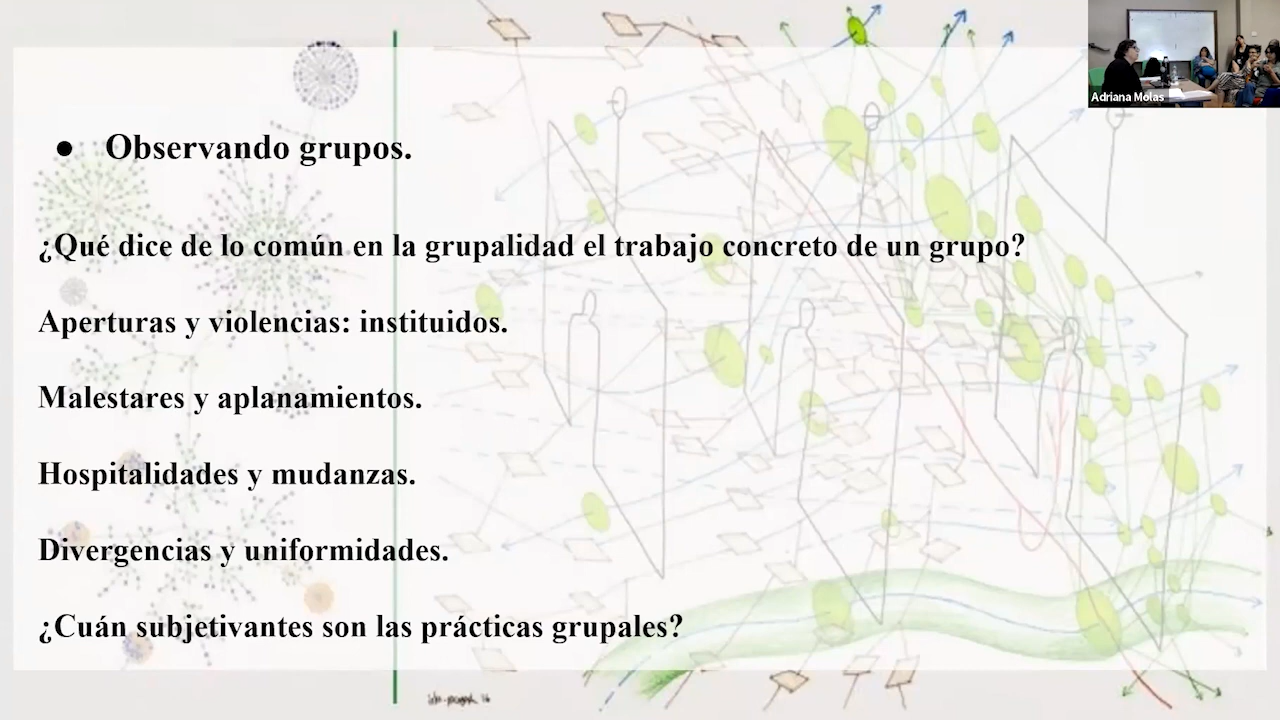 Adriana Molas
● Observando grupos.
¿Qué dice de lo común en la grupalidad el trabajo concreto de un grupo?
Aperturas y violencias: instituidos.
Malestares y aplanamientos.
Hospitalidades y mudanzas.
Divergencias y uniformidades.
¿Cuán subjetivantes son las prácticas grupales?